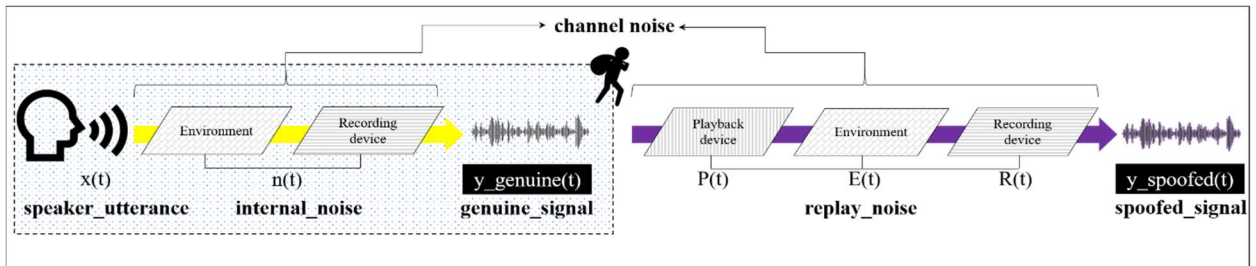 channel noise
Environment
Recording
device
Playback
device
Environment
Recording
device
x(t)
n(t)
y_genuine(t)
P(t)
E(t)
R(t)
y_spoofed(t)
speaker_utterance
internal_noise
genuine_signal
replay_noise
spoofed_signal